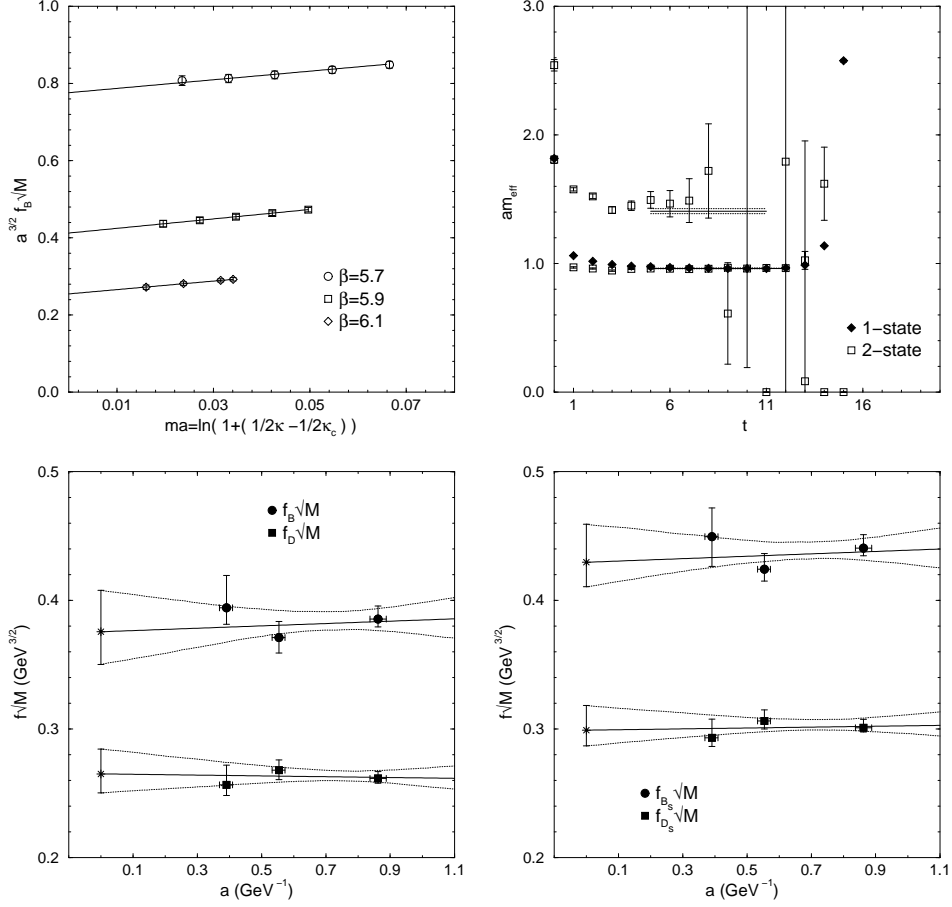 1.0
0.8
0.6
0.4
0.2
0.0
a^{3/2} f_B√M
β=5.7
β=5.9
β=6.1
0.01 0.03 0.05 0.07
ma=ln( 1+( 1/2κ −1/2κ_c ) )
3.0
2.0
1.0
0.0
am_eff
1−state
2−state
1 6 11 16
t
0.5
0.4
0.3
0.2
f√M (GeV^{3/2})
f_B√M
f_D√M
0.1 0.3 0.5 0.7 0.9 1.1
a (GeV^{−1})
0.5
0.4
0.3
0.2
f√M (GeV^{3/2})
f_{B_s}√M
f_{D_s}√M
0.1 0.3 0.5 0.7 0.9 1.1
a (GeV^{−1})